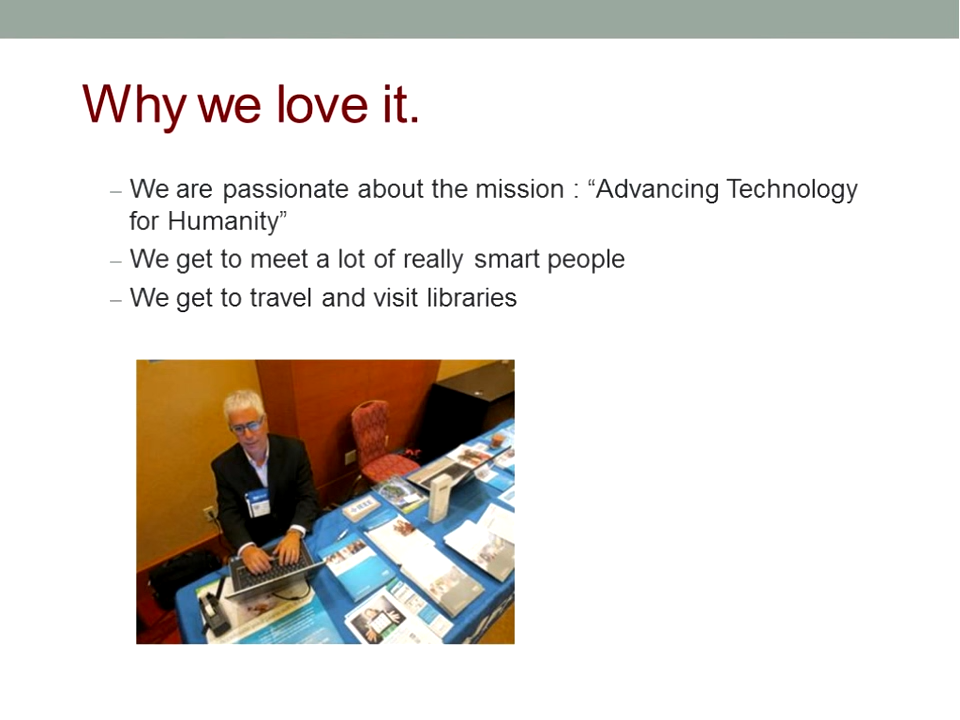 Why we love it.
– We are passionate about the mission : “Advancing Technology
for Humanity”
– We get to meet a lot of really smart people
– We get to travel and visit libraries
IEEE